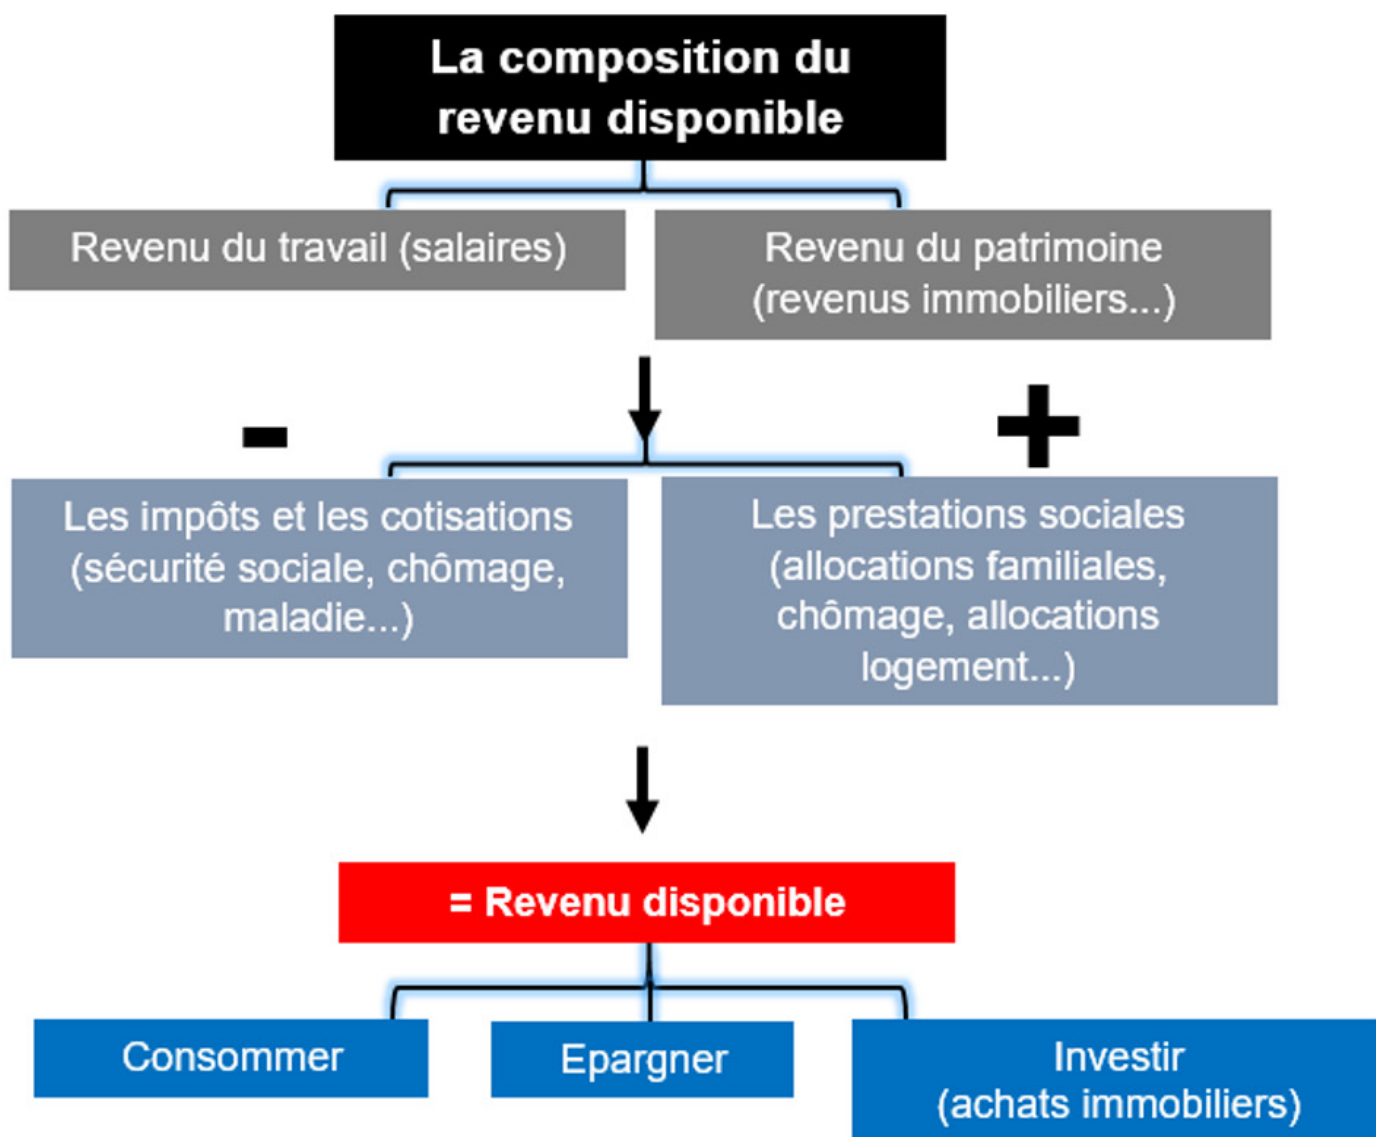 La composition du
revenu disponible
Revenu du travail (salaires)
Revenu du patrimoine
(revenus immobiliers...)
-
+
Les impôts et les cotisations
(sécurité sociale, chômage,
maladie...)
Les prestations sociales
(allocations familiales,
chômage, allocations
logement...)
= Revenu disponible
Consommer
Epargner
Investir
(achats immobiliers)